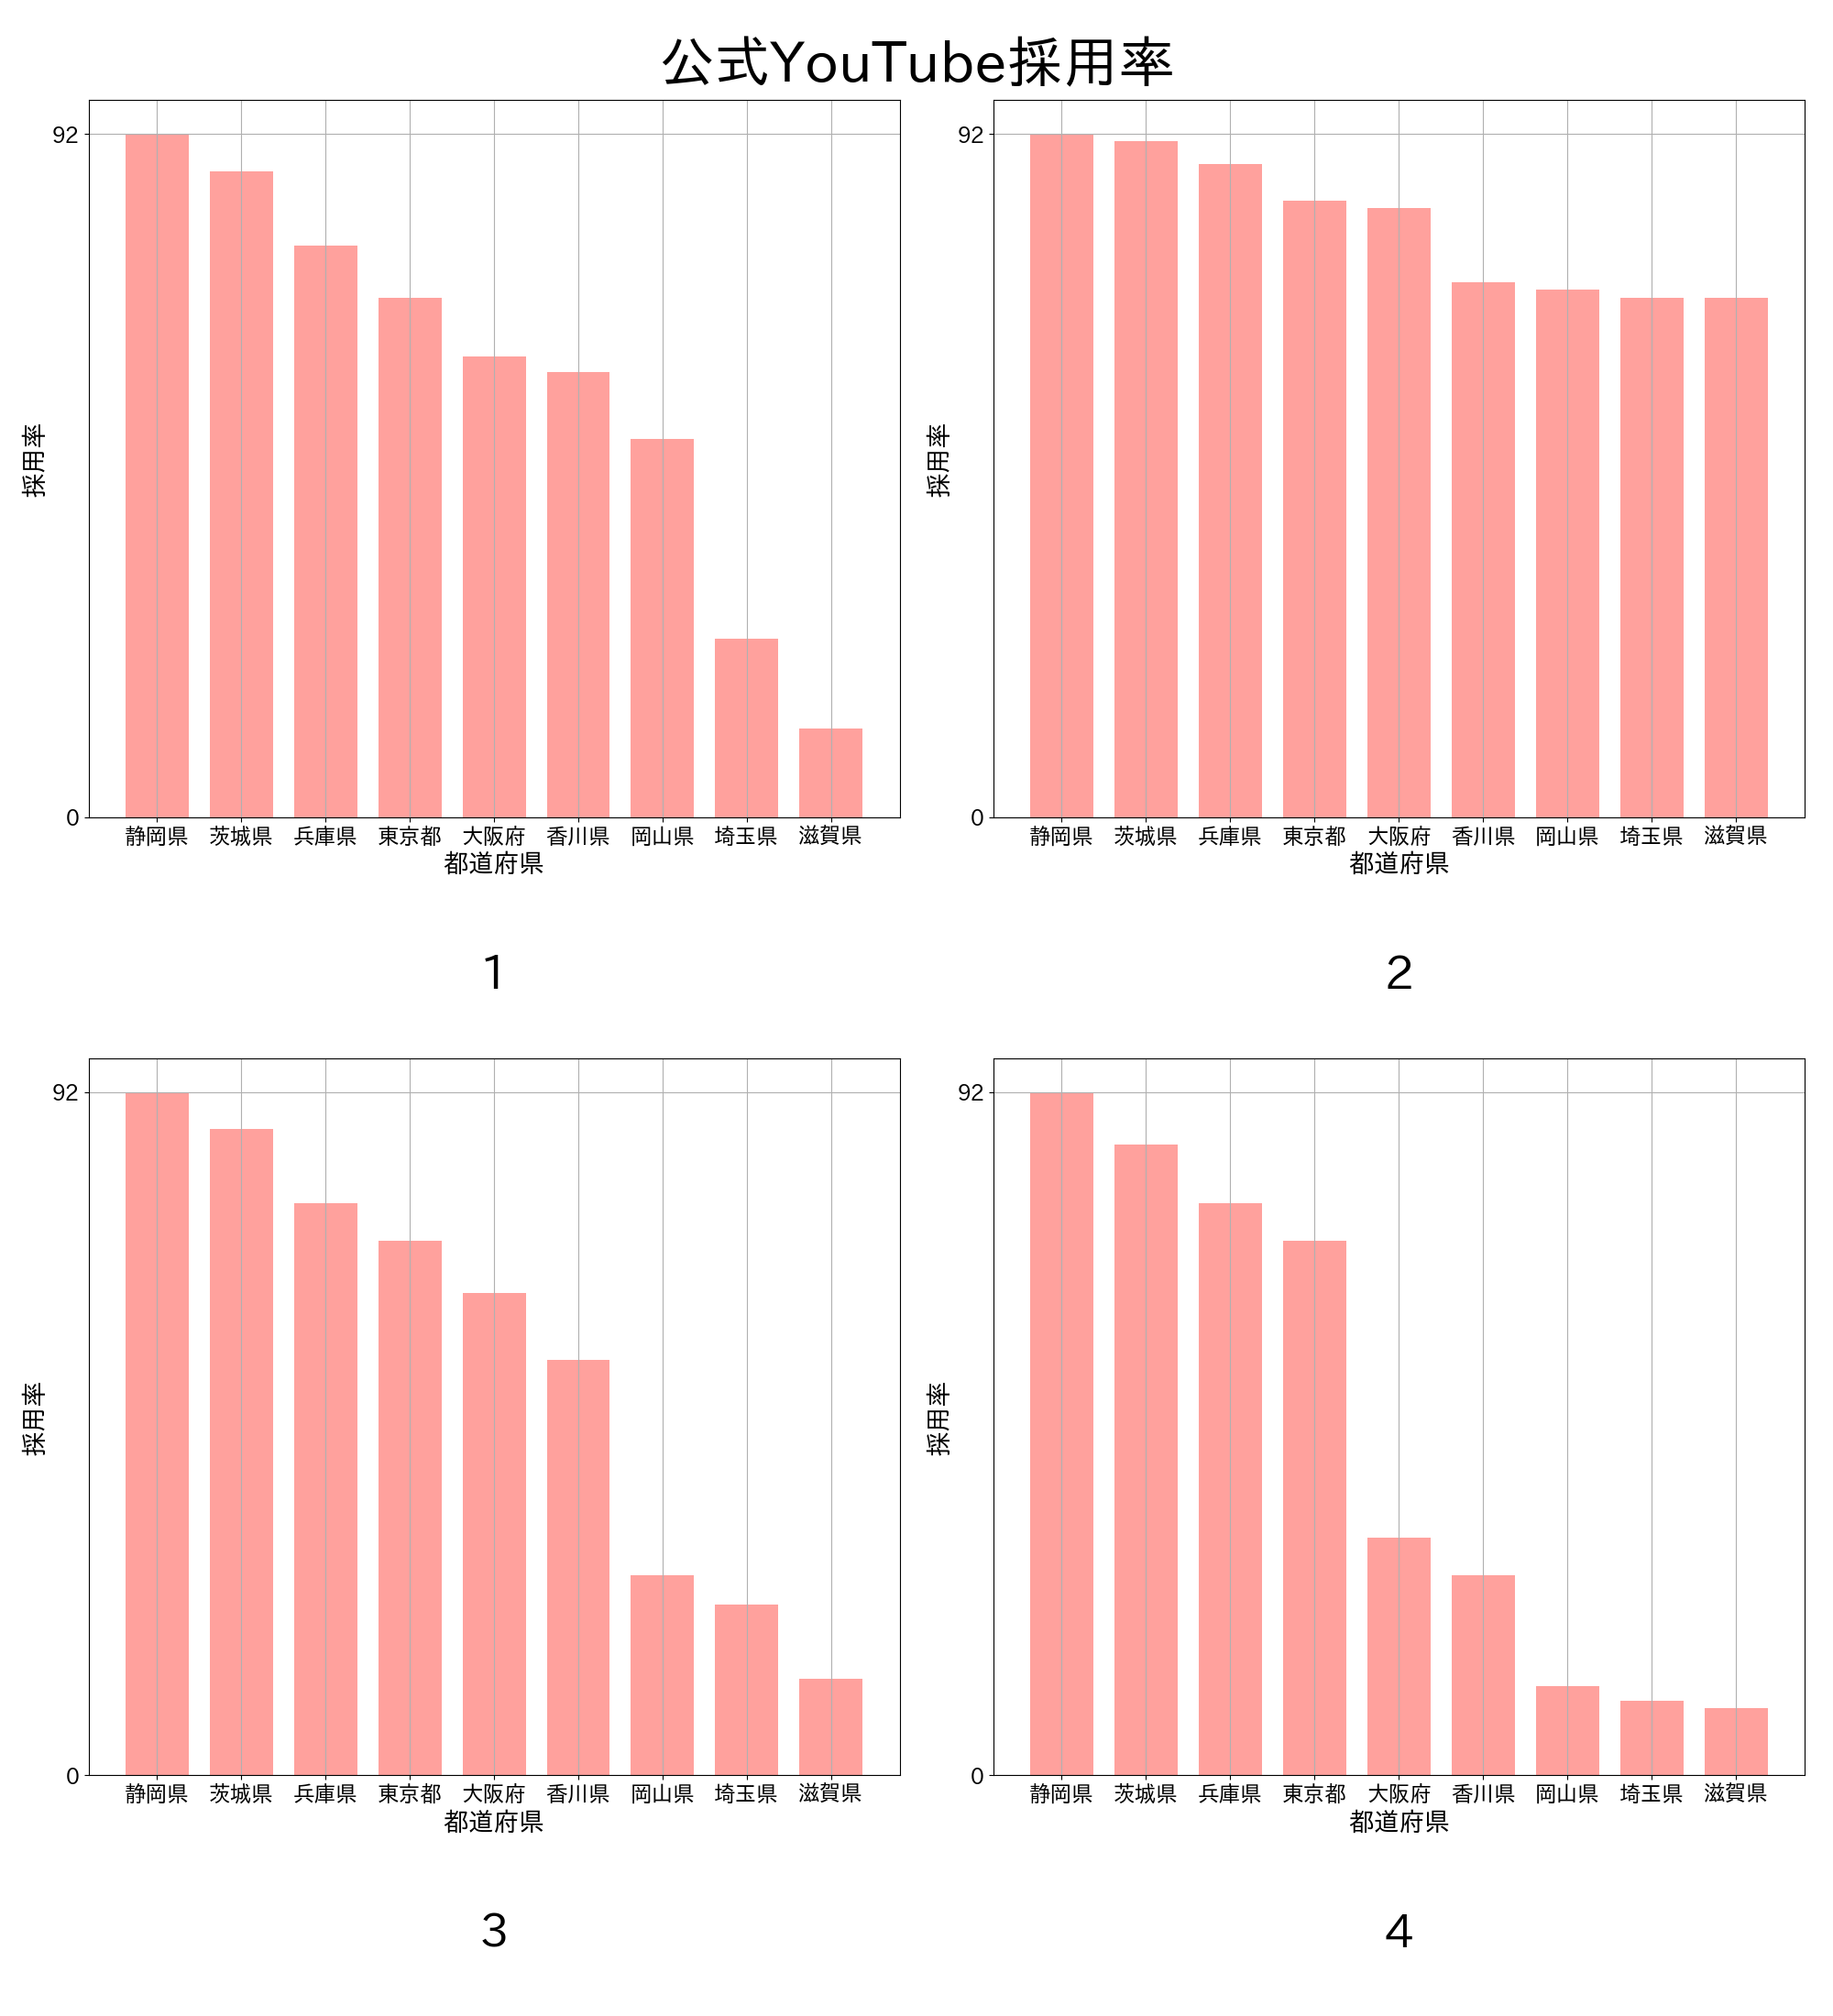 公式YouTube採用率
92
0
採用率
静岡県 茨城県 兵庫県 東京都 大阪府 香川県 岡山県 埼玉県 滋賀県
都道府県
1
92
0
採用率
静岡県 茨城県 兵庫県 東京都 大阪府 香川県 岡山県 埼玉県 滋賀県
都道府県
2
92
0
採用率
静岡県 茨城県 兵庫県 東京都 大阪府 香川県 岡山県 埼玉県 滋賀県
都道府県
3
92
0
採用率
静岡県 茨城県 兵庫県 東京都 大阪府 香川県 岡山県 埼玉県 滋賀県
都道府県
4